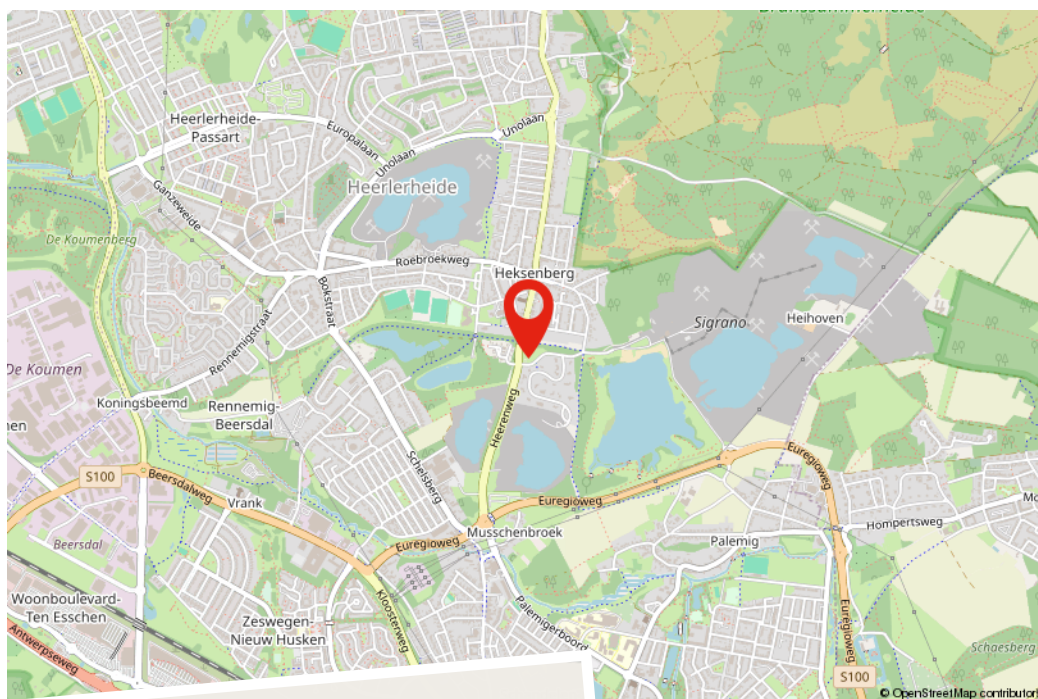 Brunssummerheide
Heerlerheide-
Passart
Europalaan
Unolaan
Unolaan
Heerlerheide
Ganzeweide
De Koumenberg
Roebroekweg
Heksenberg
Bokstraat
Sigrano
Heihoven
Rennemigstraat
De Koumen
Koningsbeemd
Rennemig-
Beersdal
Heerenweg
Schelsberg
Euregioweg
S100
Beersdalweg
Vrank
Euregioweg
Hompertsweg
Musschenbroek
Palemig
Beersdal
Euregioweg
Woonboulevard-
Ten Esschen
Kloosterweg
Palemigerboord
Euregioweg
Zeswegen-
Nieuw Husken
Antwerpseweg
Schaesberg
S100
© OpenStreetMap contributors